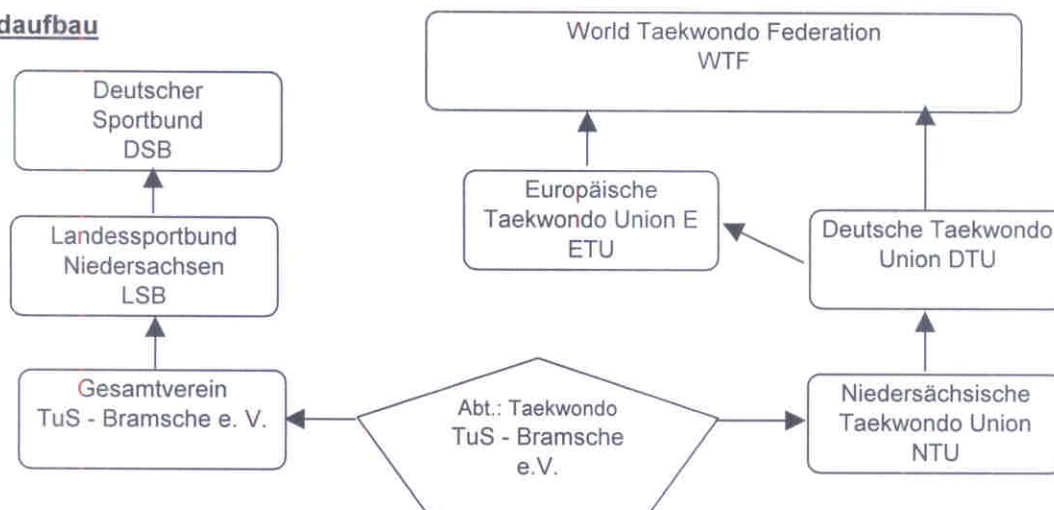 daufbau
World Taekwondo Federation
WTF
Deutscher
Sportbund
DSB
Europäische
Taekwondo Union E
ETU
Deutsche Taekwondo
Union DTU
Landessportbund
Niedersachsen
LSB
Gesamtverein
TuS - Bramsche e. V.
Abt.: Taekwondo
TuS - Bramsche
e.V.
Niedersächsische
Taekwondo Union
NTU